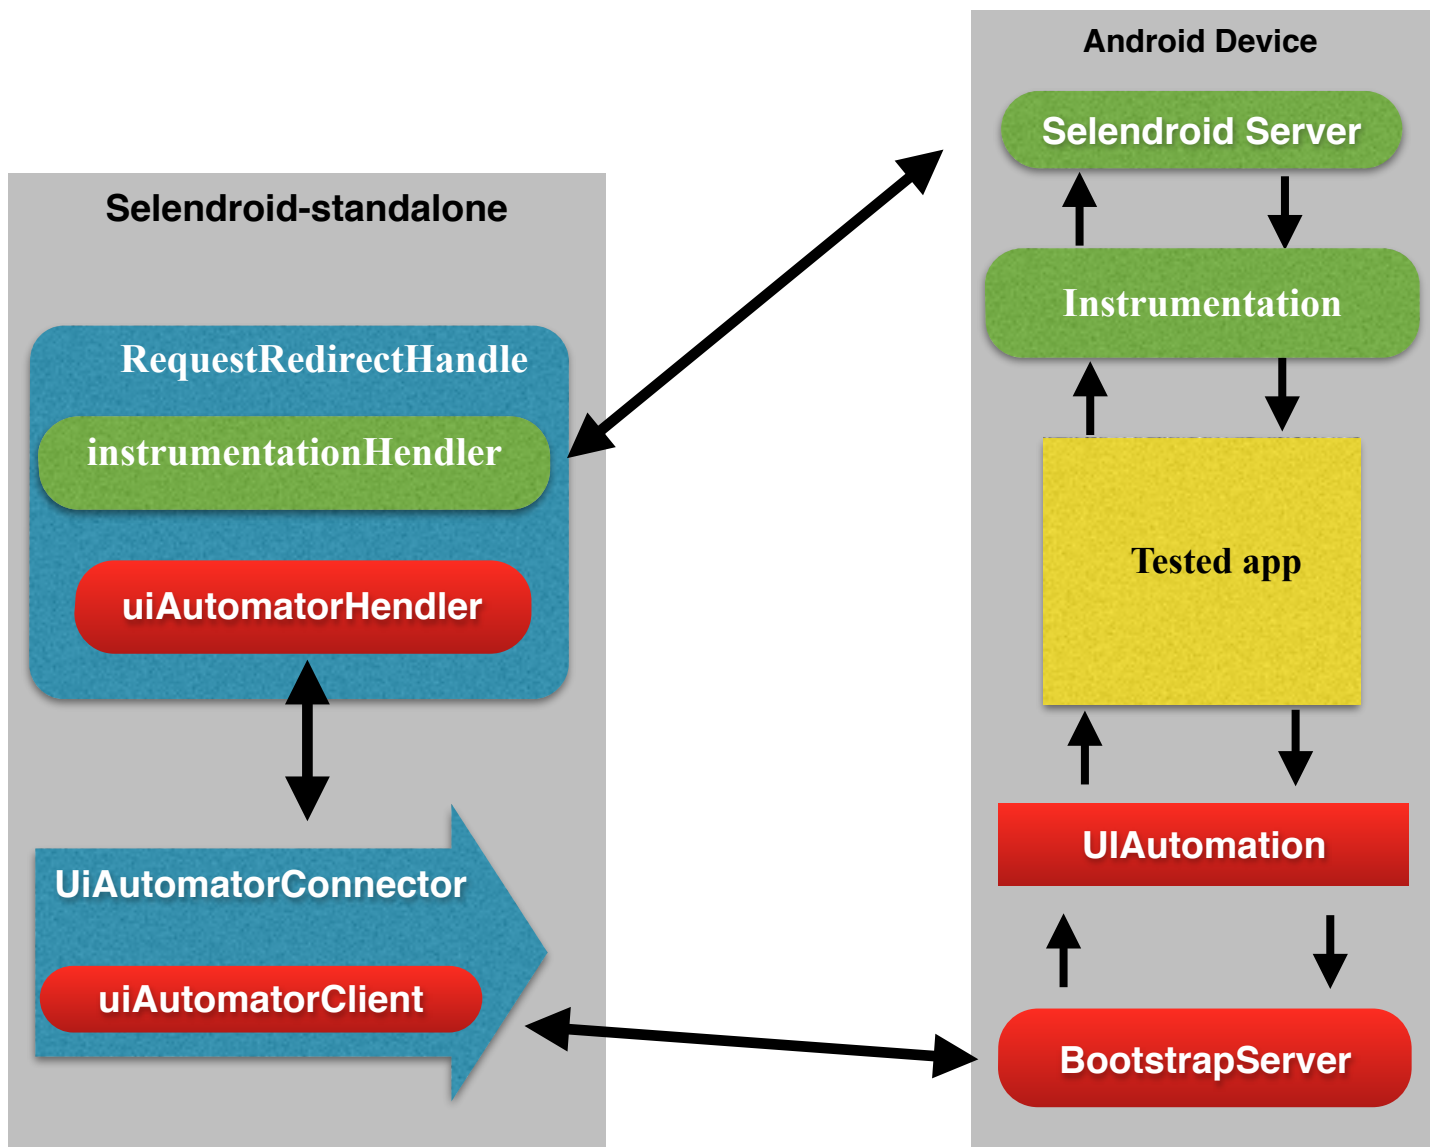 Selendroid-standalone
RequestRedirectHandle
instrumentationHendler
uiAutomatorHendler
UiAutomatorConnector
uiAutomatorClient
Android Device
Selendroid Server
Instrumentation
Tested app
UIAutomation
BootstrapServer